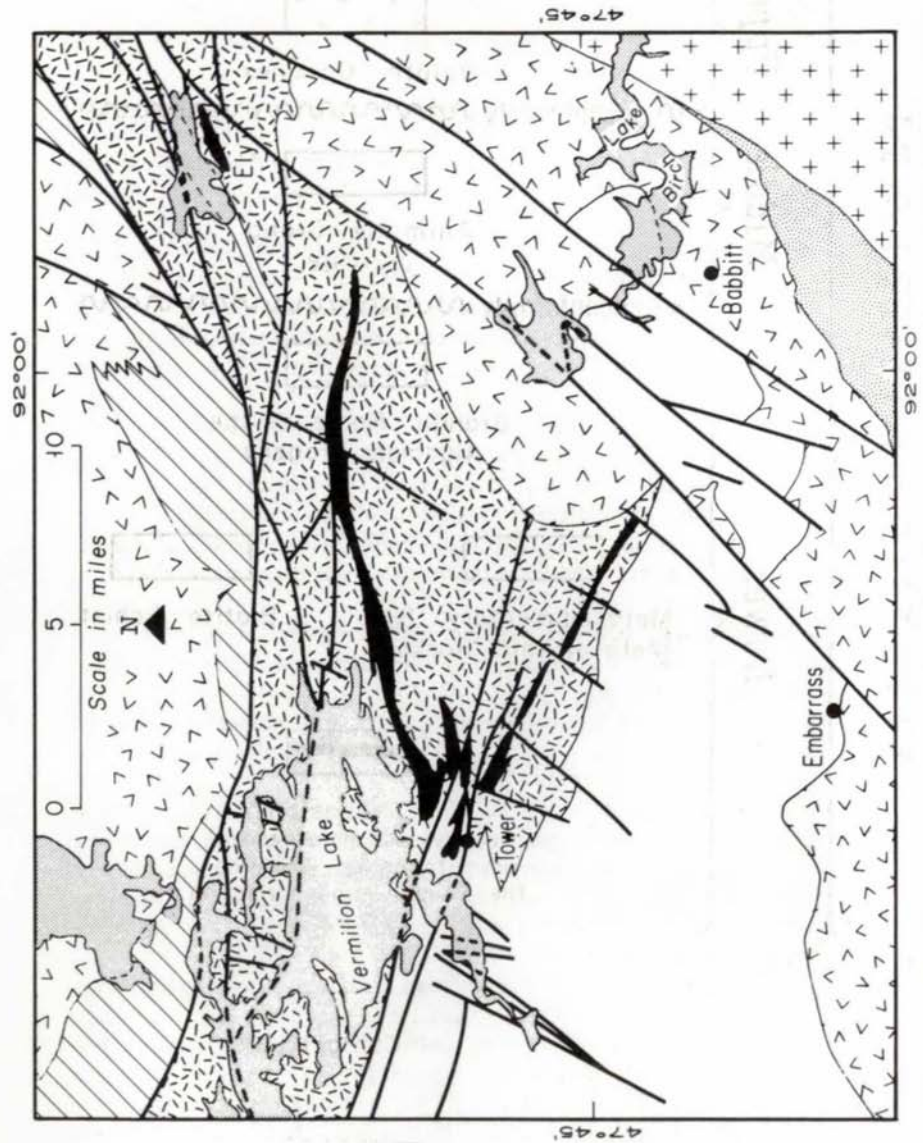 47°45'
92°00'
Scale in miles
0 5 10
N
Ely
Lake
Birch
Babbitt
Vermilion
Lake
Tower
Embarrass
92°00'
47°45'